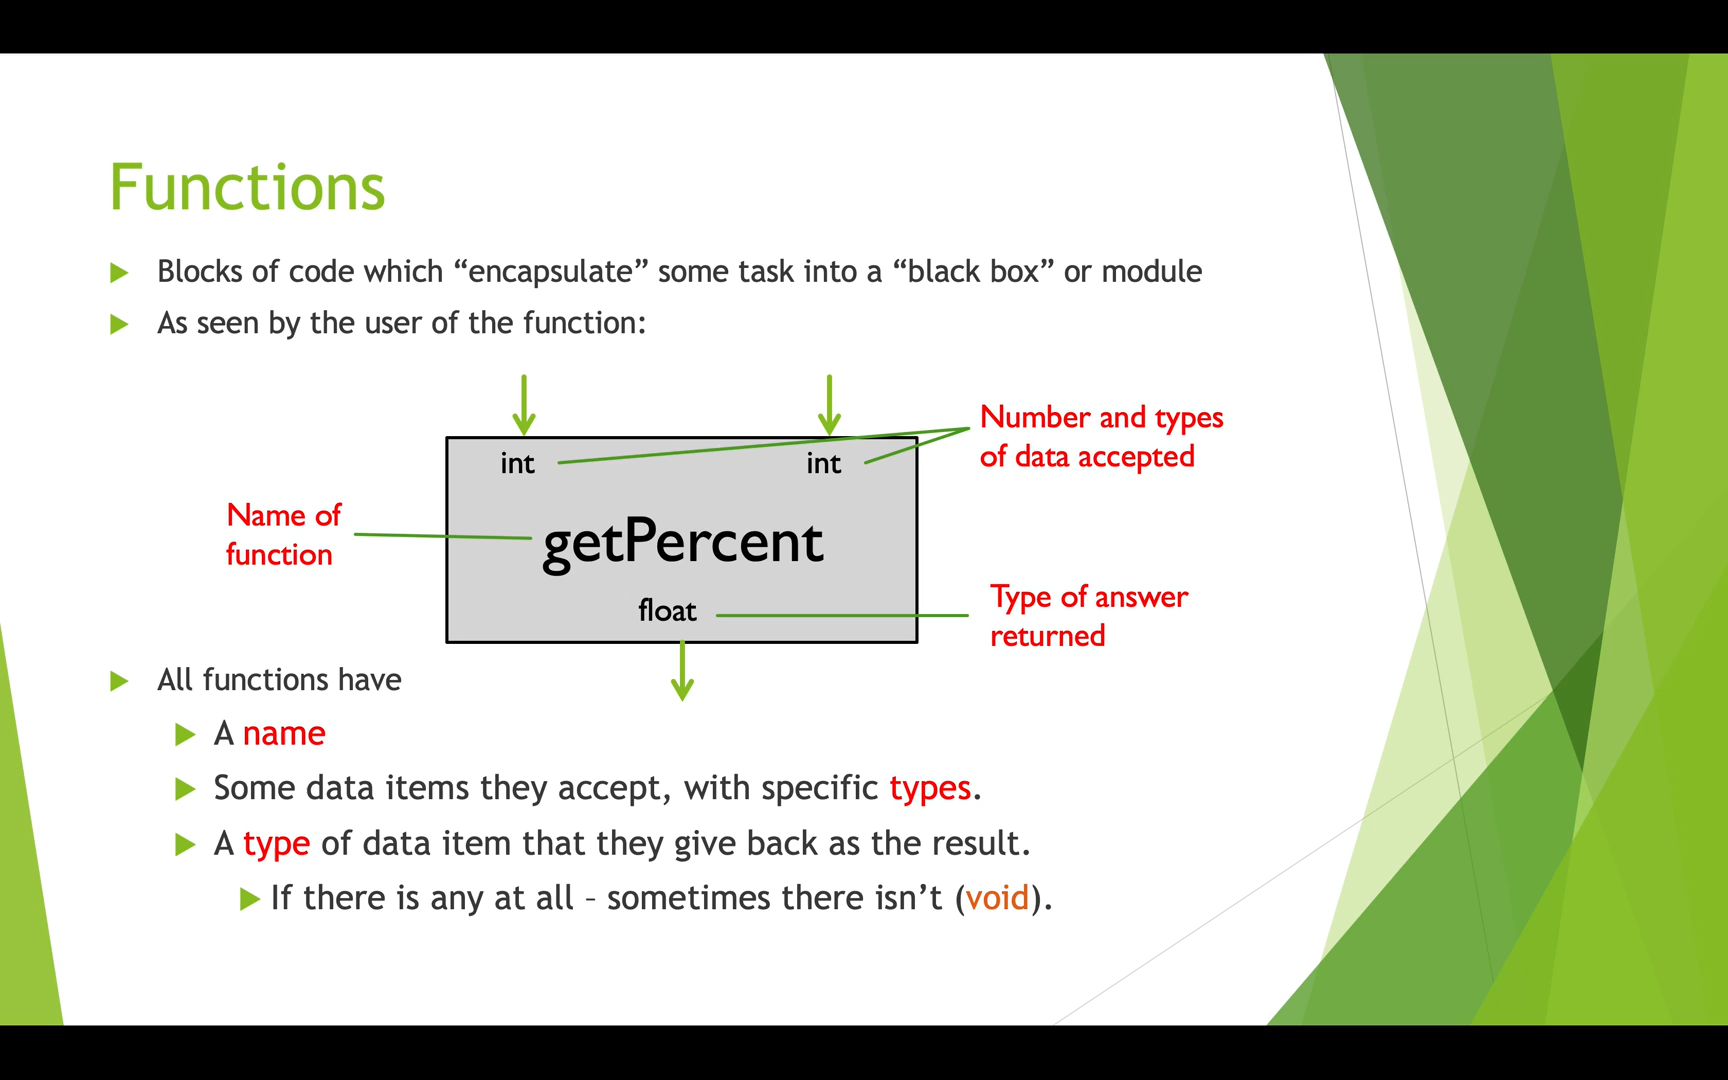 Functions
Blocks of code which “encapsulate” some task into a “black box” or module
As seen by the user of the function:
Number and types
of data accepted
int
int
Name of
function
getPercent
float
Type of answer
returned
All functions have
A name
Some data items they accept, with specific types.
A type of data item that they give back as the result.
If there is any at all – sometimes there isn’t (void).